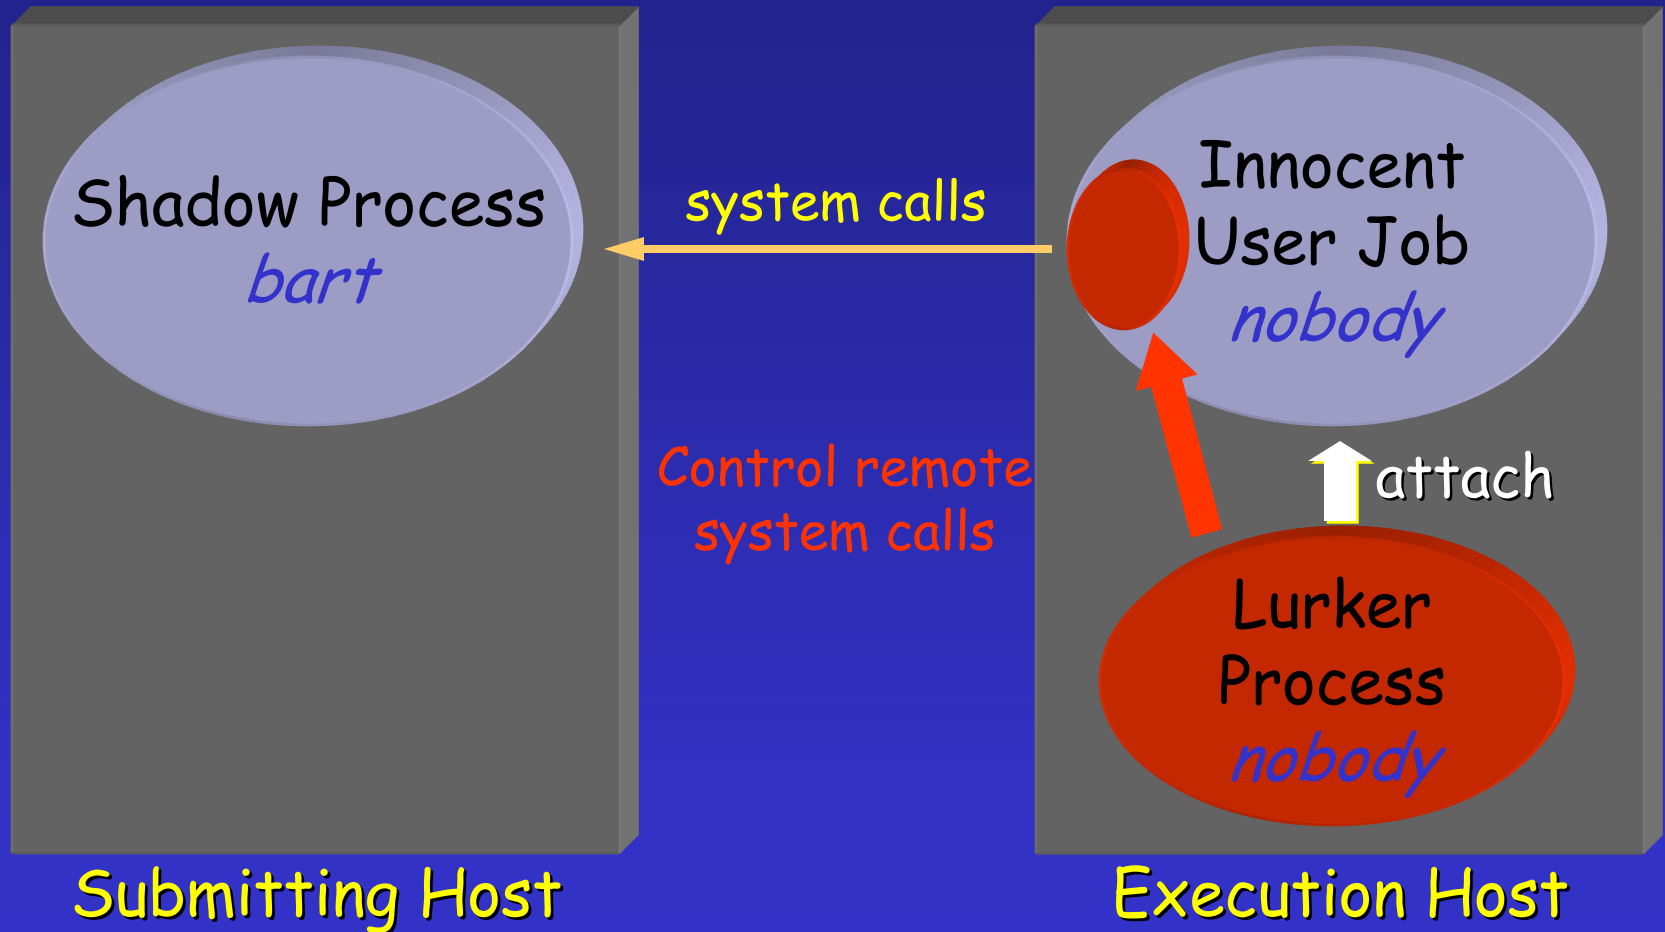 Shadow Process
bart
system calls
Innocent
User Job
nobody
Control remote
system calls
attach
Lurker
Process
nobody
Submitting Host
Execution Host